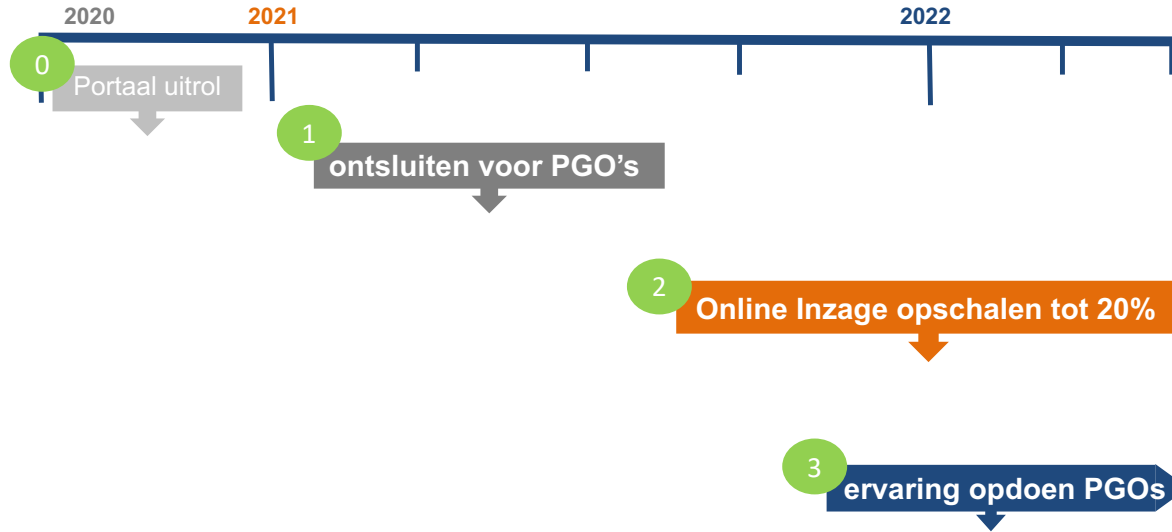 2020 2021 2022
0
Portaal uitrol
1
ontsluiten voor PGO’s
2
Online Inzage opschalen tot 20%
3
ervaring opdoen PGOs